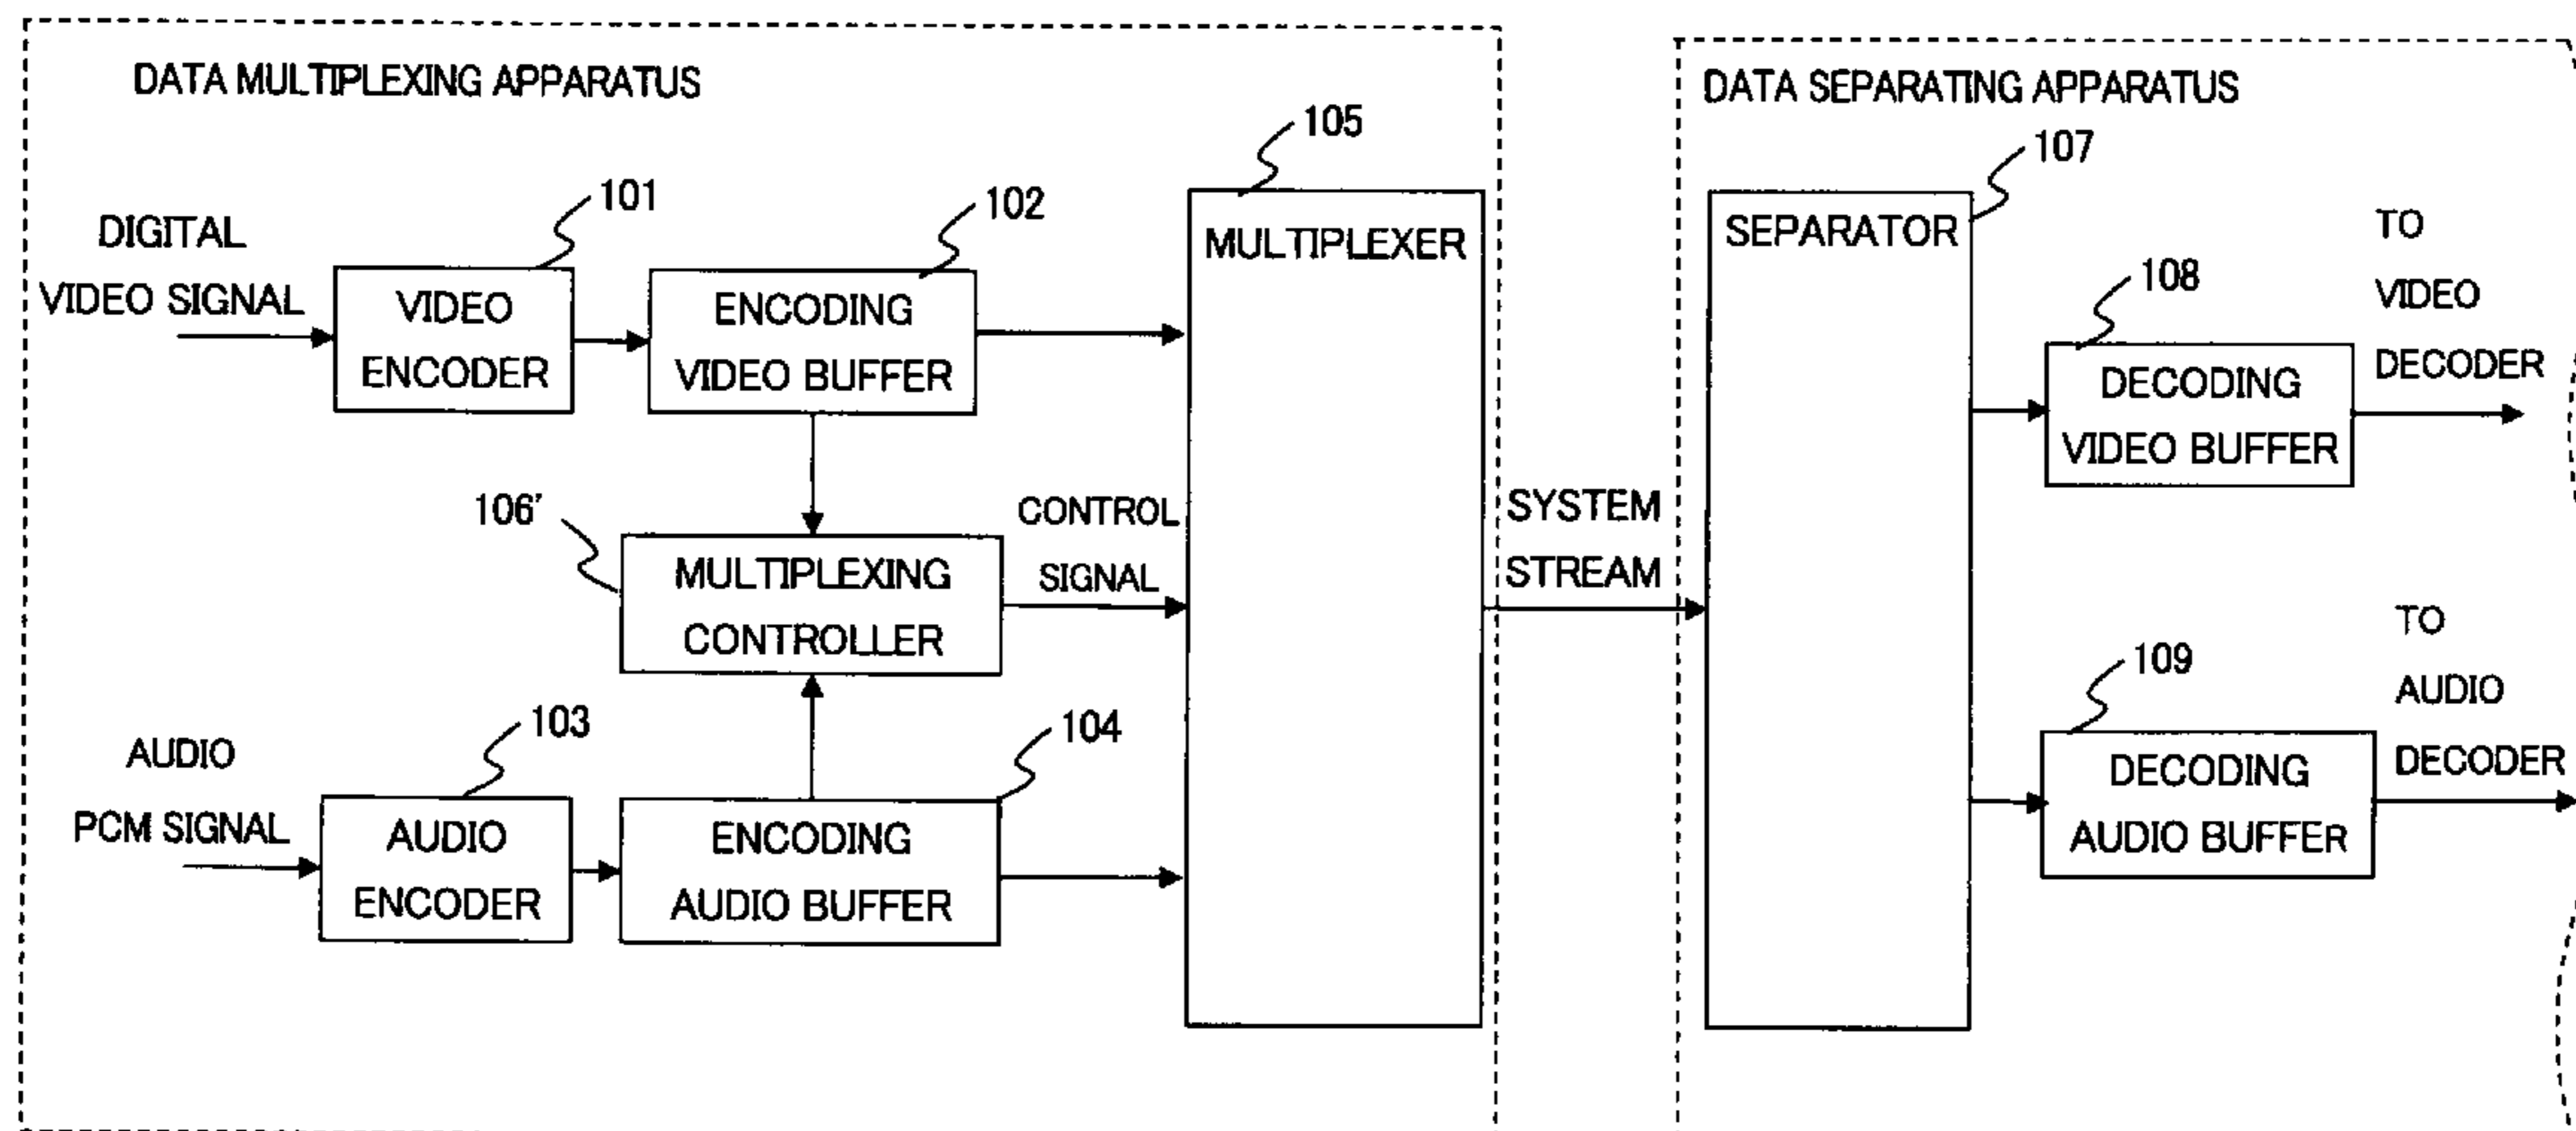 DATA MULTIPLEXING APPARATUS
DIGITAL
VIDEO SIGNAL
101
VIDEO
ENCODER
102
ENCODING
VIDEO BUFFER
105
MULTIPLEXER
106'
MULTIPLEXING
CONTROLLER
CONTROL
SIGNAL
AUDIO
PCM SIGNAL
103
AUDIO
ENCODER
104
ENCODING
AUDIO BUFFER
SYSTEM
STREAM
DATA SEPARATING APPARATUS
107
SEPARATOR
108
DECODING
VIDEO BUFFER
TO
VIDEO
DECODER
109
DECODING
AUDIO BUFFER
TO
AUDIO
DECODER